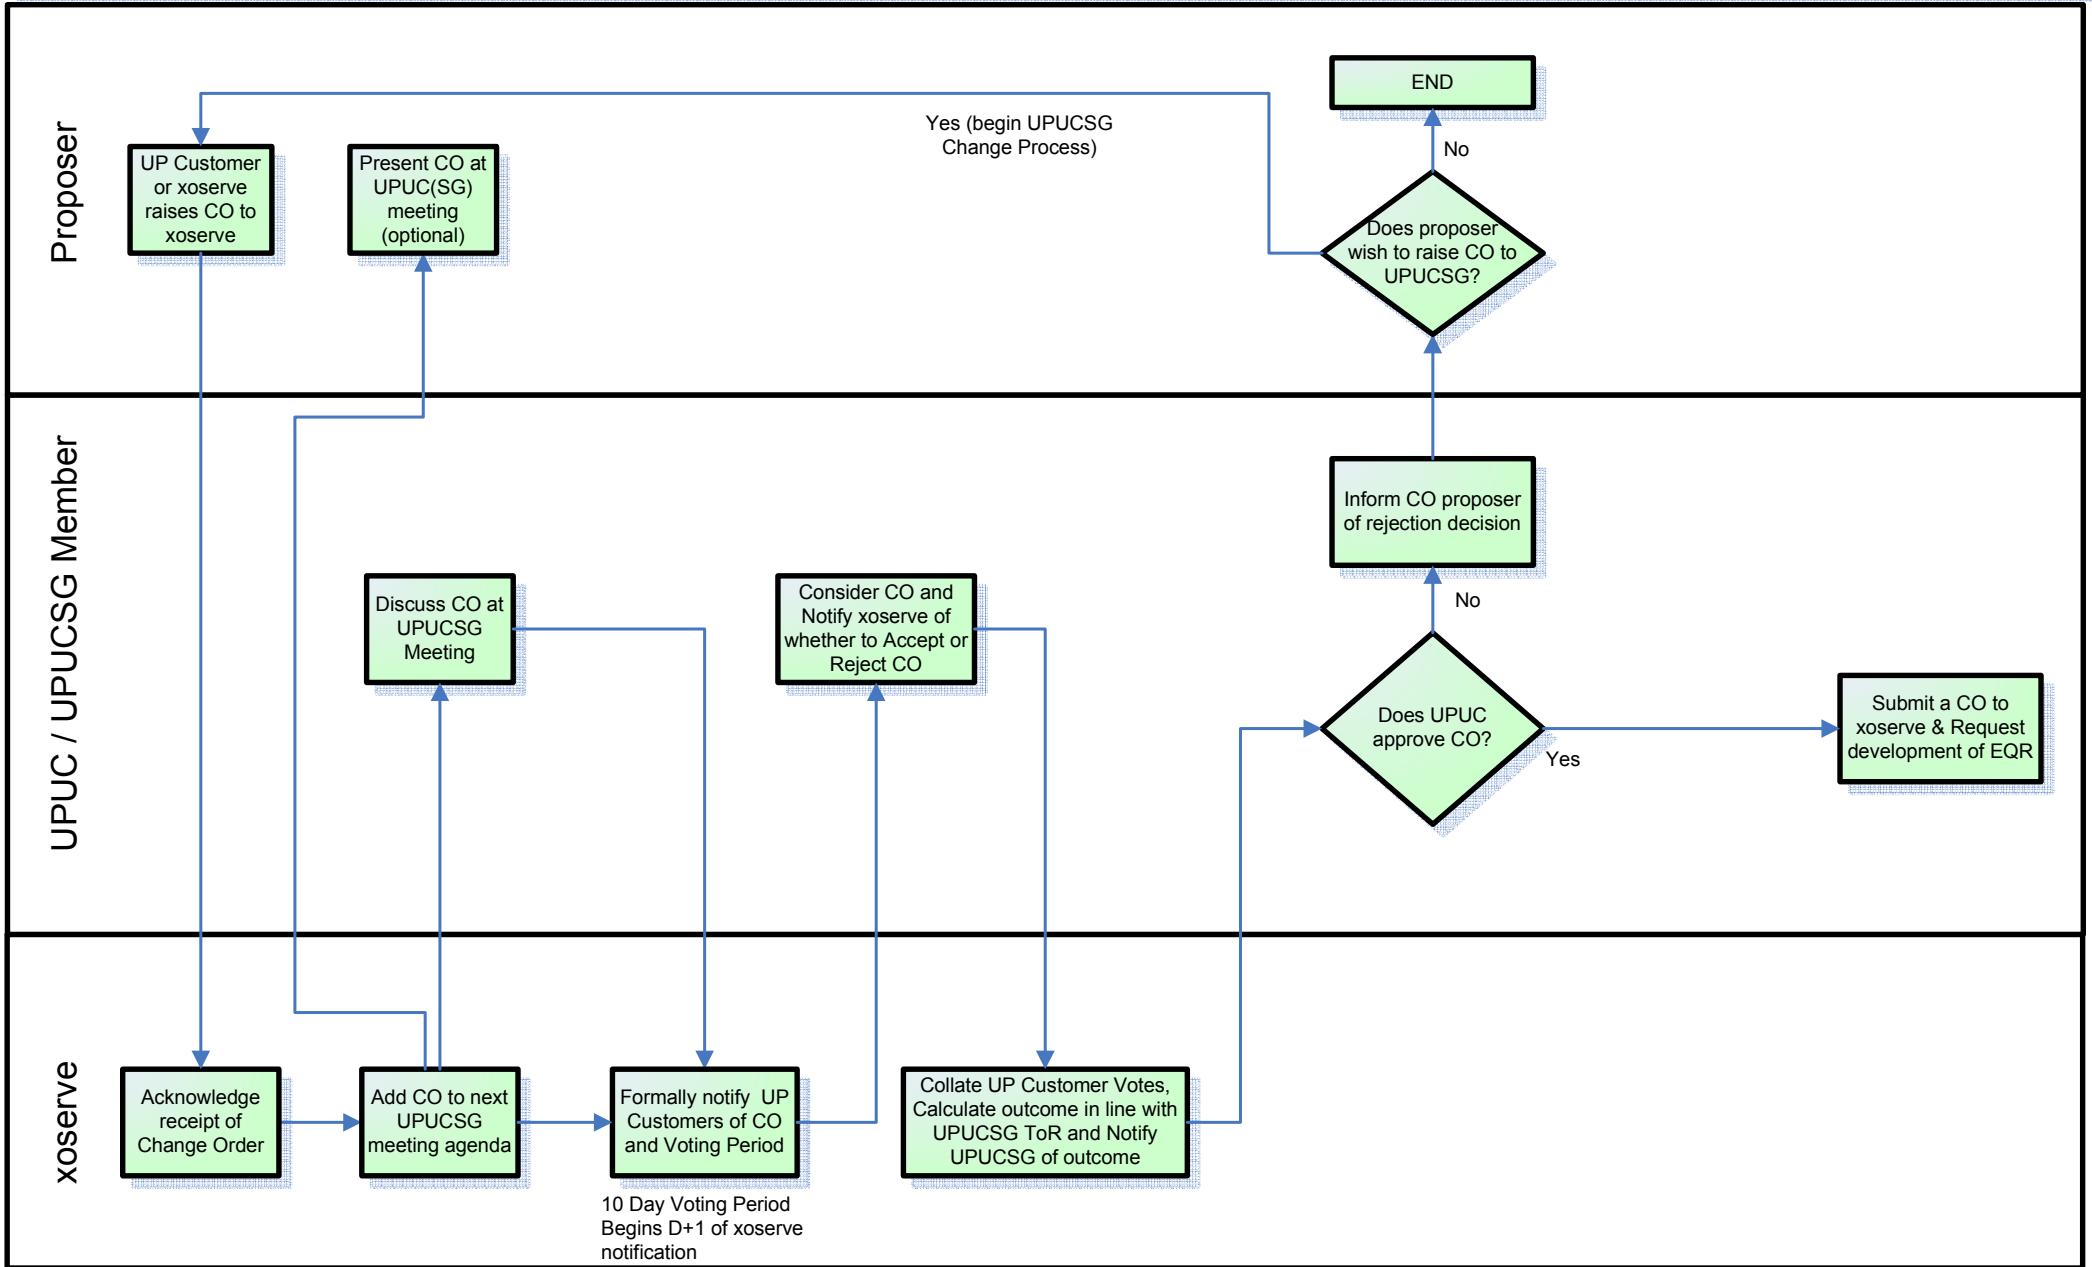 Proposer
UP Customer
or xoserve
raises CO to
xoserve
Present CO at
UPUC(SG)
meeting
(optional)
Yes (begin UPUCSG
Change Process)
END
No
Does proposer
wish to raise CO to
UPUCSG?
UPUC / UPUCSG Member
Discuss CO at
UPUCSG
Meeting
Consider CO and
Notify xoserve of
whether to Accept or
Reject CO
Inform CO proposer
of rejection decision
No
Does UPUC
approve CO?
Yes
Submit a CO to
xoserve & Request
development of EQR
xoserve
Acknowledge
receipt of
Change Order
Add CO to next
UPUCSG
meeting agenda
Formally notify UP
Customers of CO
and Voting Period
10 Day Voting Period
Begins D+1 of xoserve
notification
Collate UP Customer Votes,
Calculate outcome in line with
UPUCSG ToR and Notify
UPUCSG of outcome